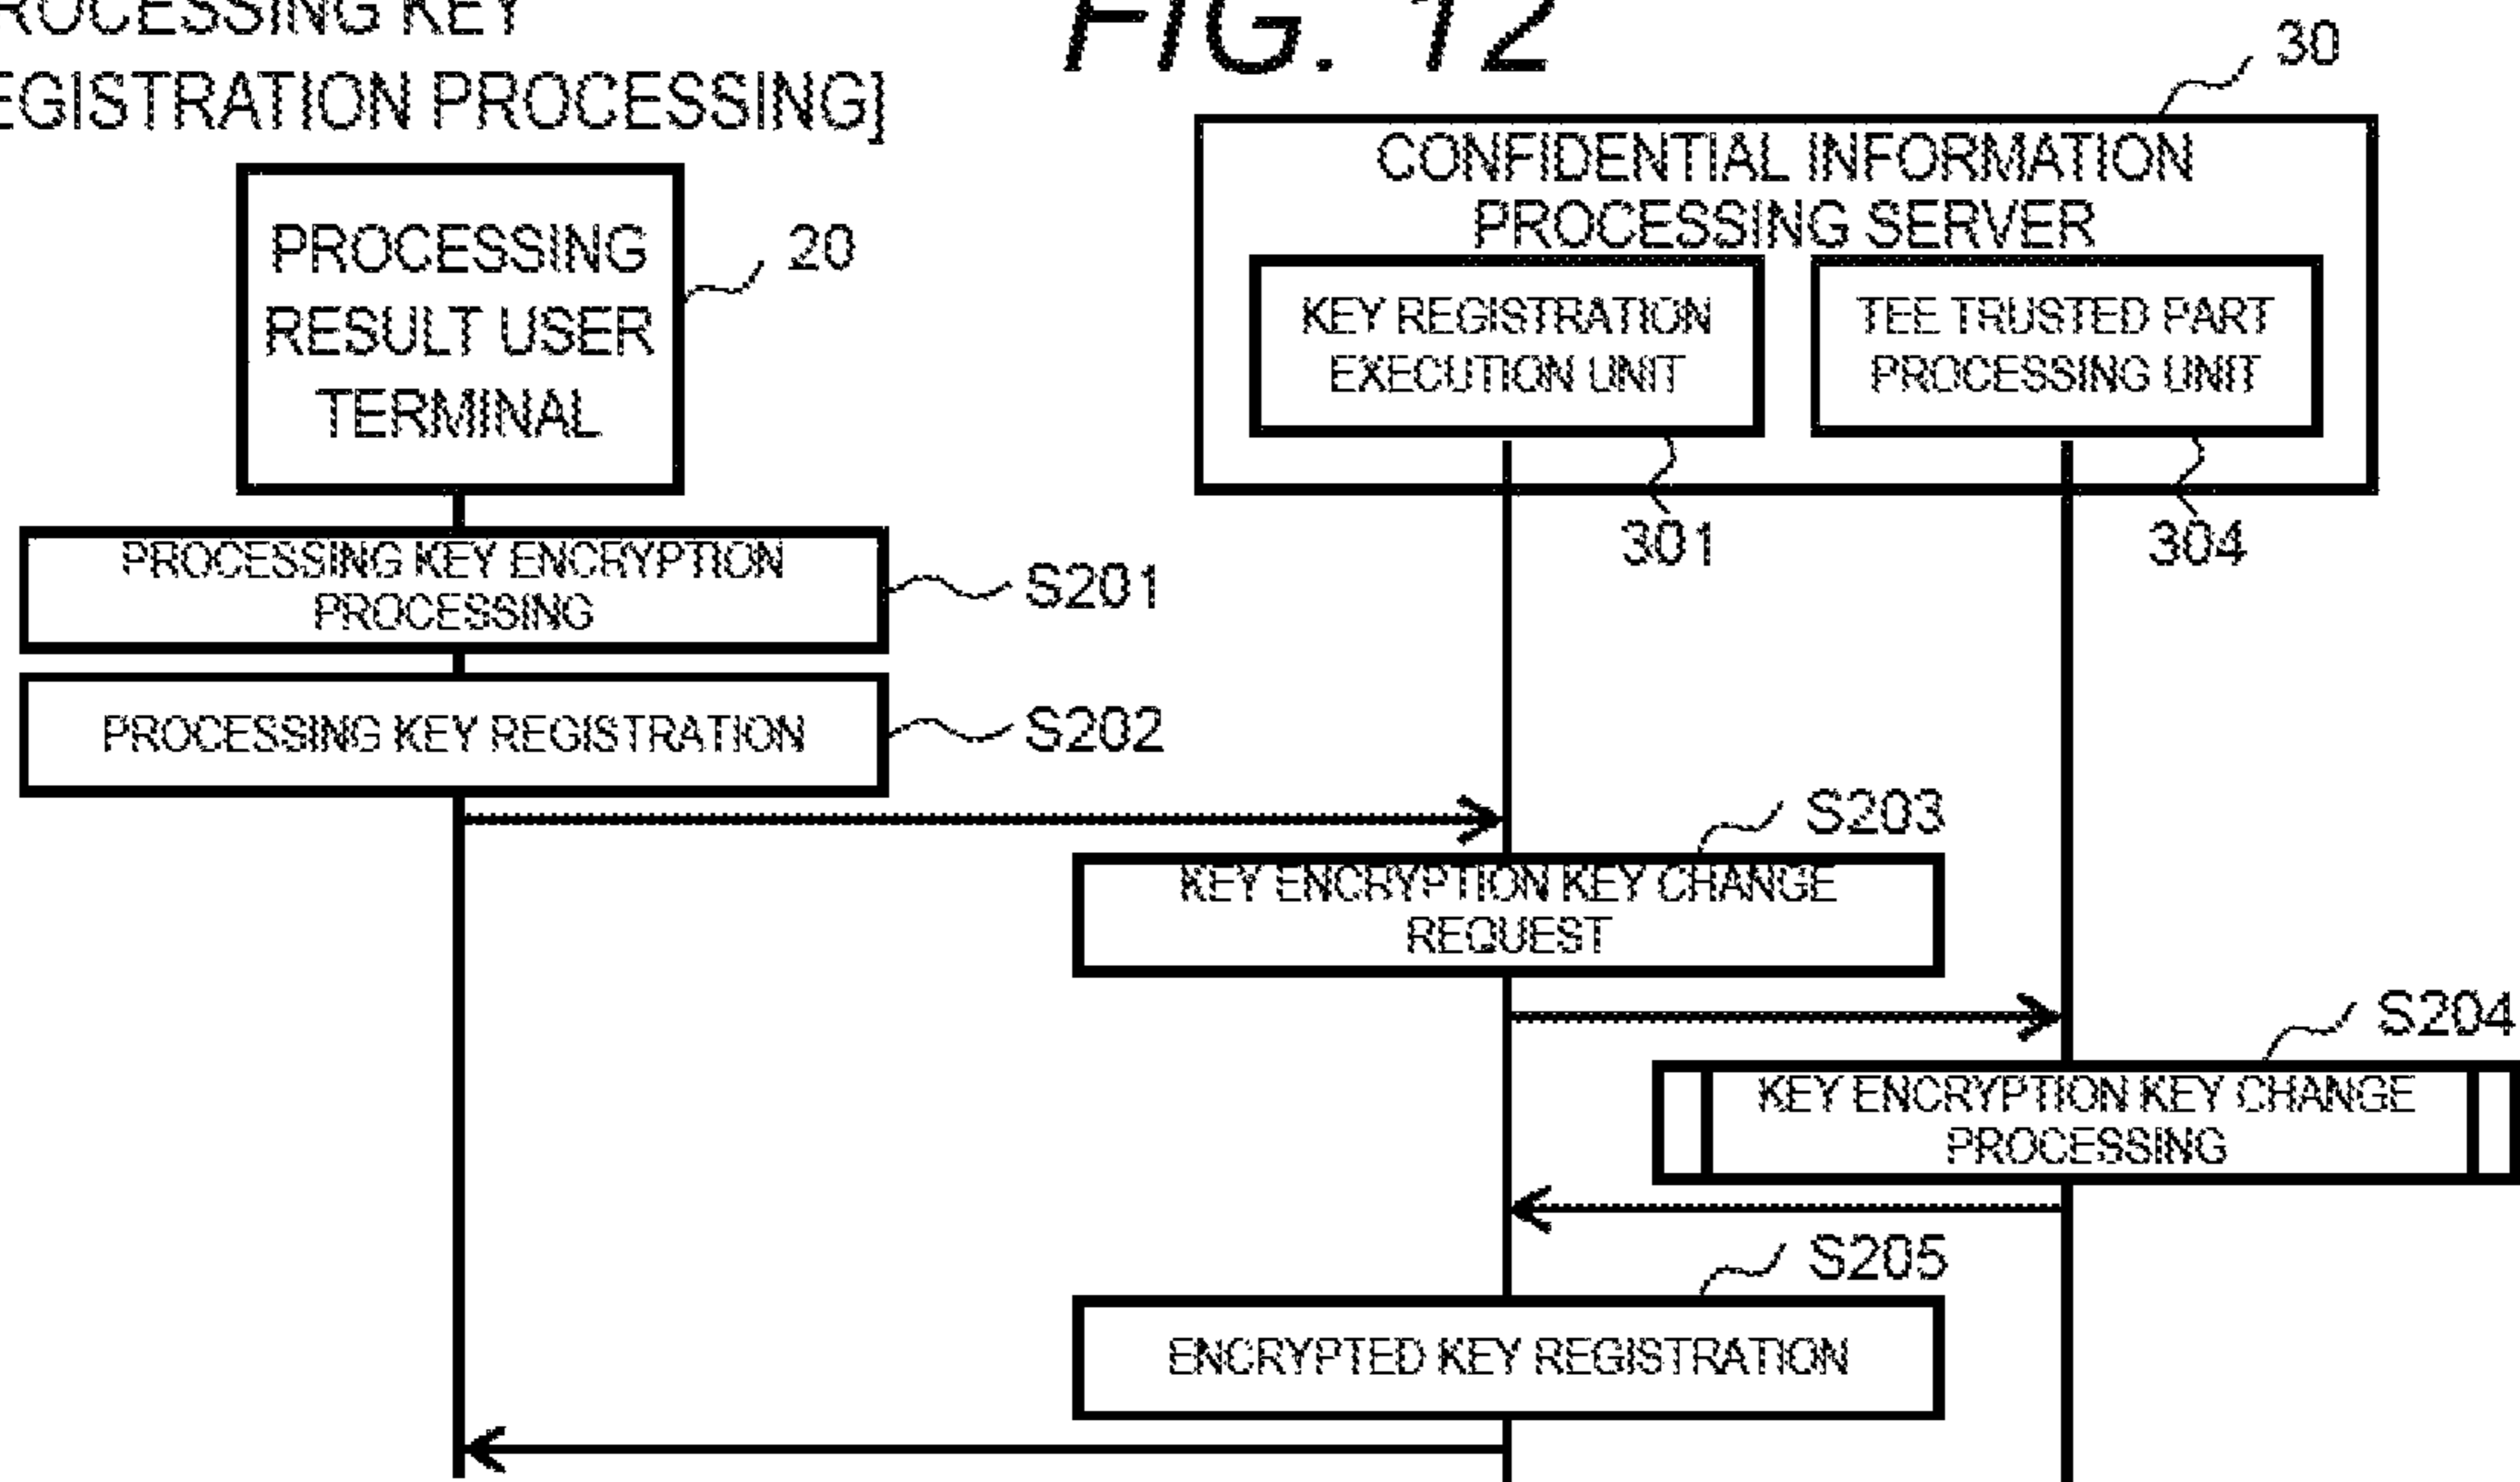 ROCESSING KEY
EGISTRATION PROCESSING]
FIG. 12
30
CONFIDENTIAL INFORMATION
PROCESSING SERVER
PROCESSING
RESULT USER
TERMINAL
20
KEY REGISTRATION
EXECUTION UNIT
TEE TRUSTED PART
PROCESSING UNIT
301
304
PROCESSING KEY ENCRYPTION
PROCESSING
S201
PROCESSING KEY REGISTRATION
S202
S203
KEY ENCRYPTION KEY CHANGE
REQUEST
S204
KEY ENCRYPTION KEY CHANGE
PROCESSING
S205
ENCRYPTED KEY REGISTRATION